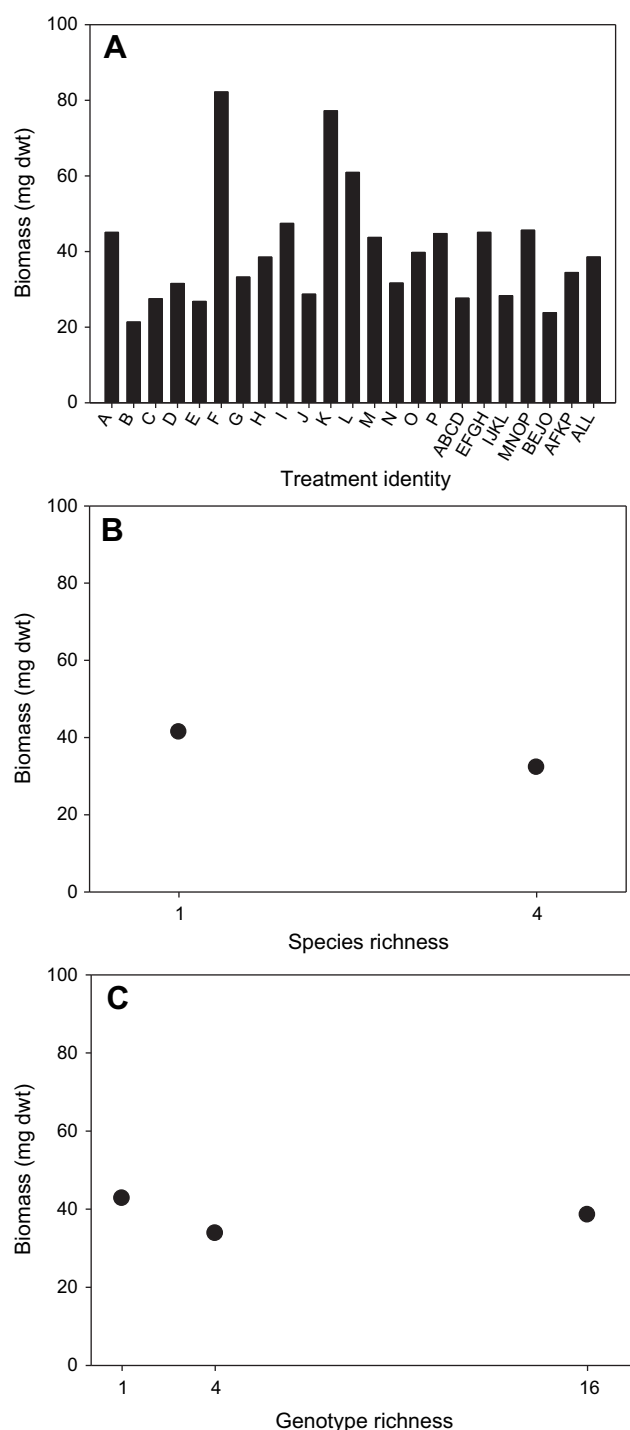 A
100
80
60
40
20
0
Biomass (mg dwt)
A B C D E F G H I J K L M N O P ABCD EFGH IJKL MNOP BEJO AFKP ALL
Treatment identity
B
100
80
60
40
20
0
Biomass (mg dwt)
1 4
Species richness
C
100
80
60
40
20
0
Biomass (mg dwt)
1 4 16
Genotype richness